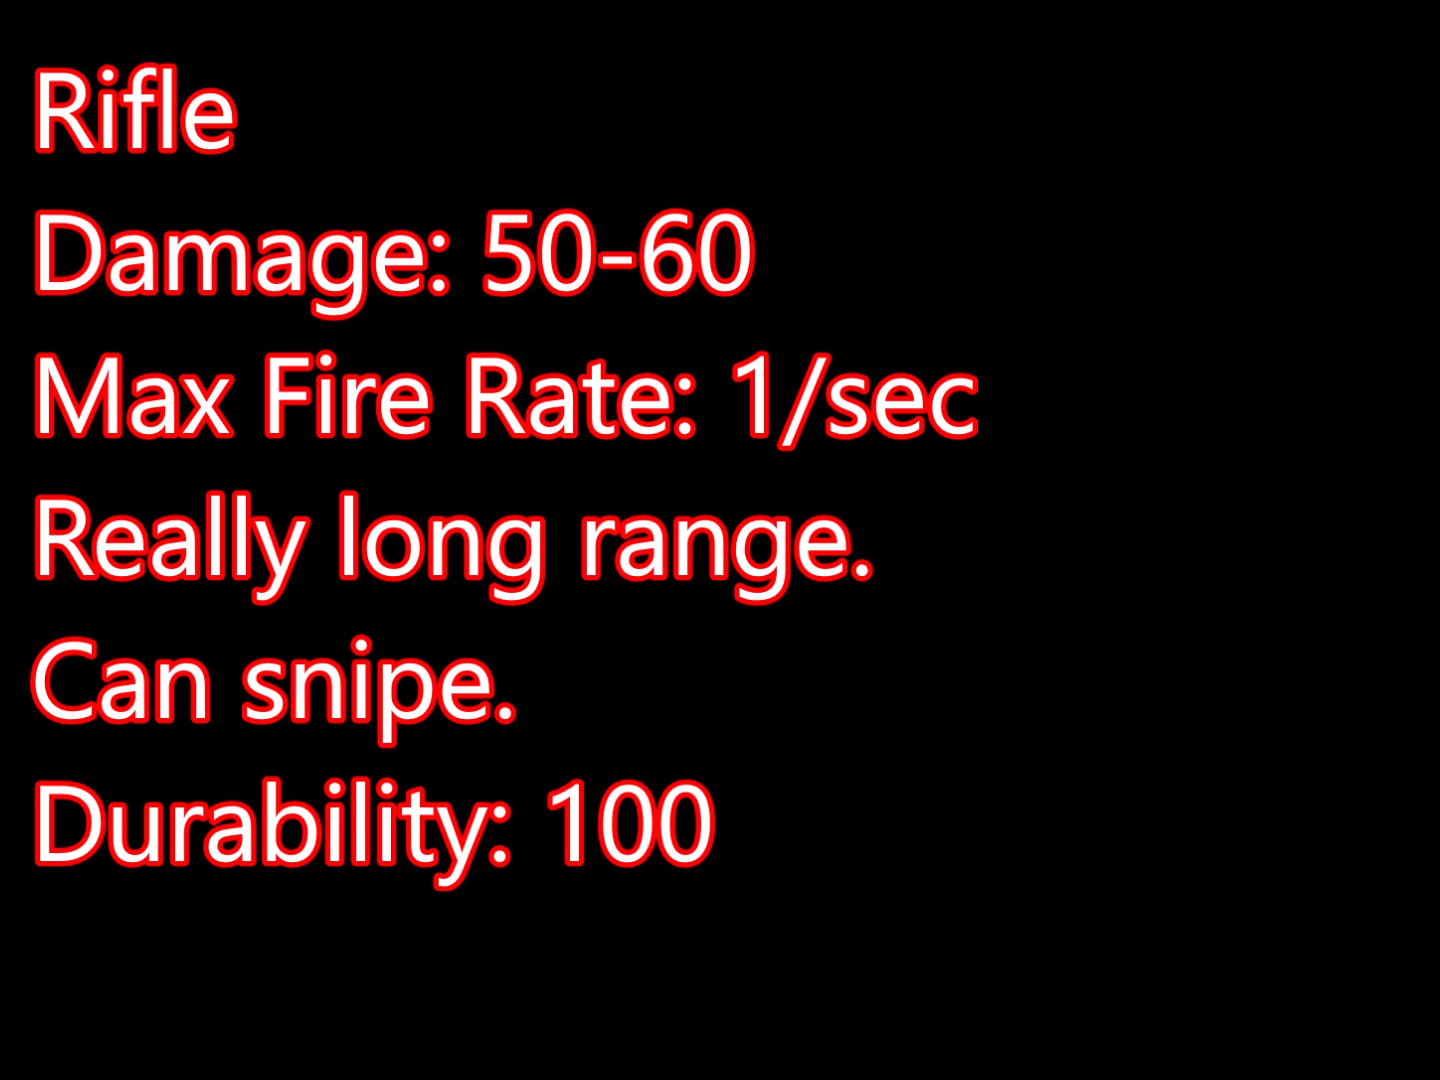 Rifle
Damage: 50-60
Max Fire Rate: 1/sec
Really long range.
Can snipe.
Durability: 100